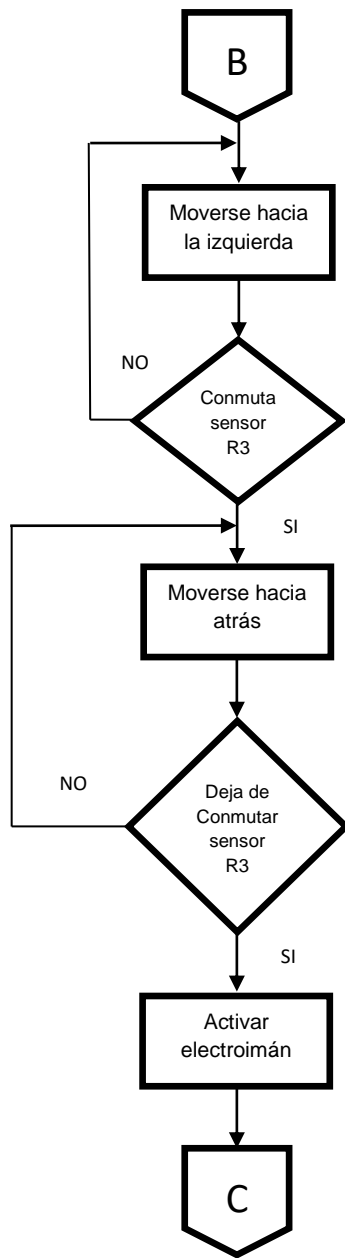 B
Moverse hacia
la izquierda
NO
Conmuta
sensor
R3
SI
Moverse hacia
atrás
NO
Deja de
Conmutar
sensor
R3
SI
Activar
electroimán
C